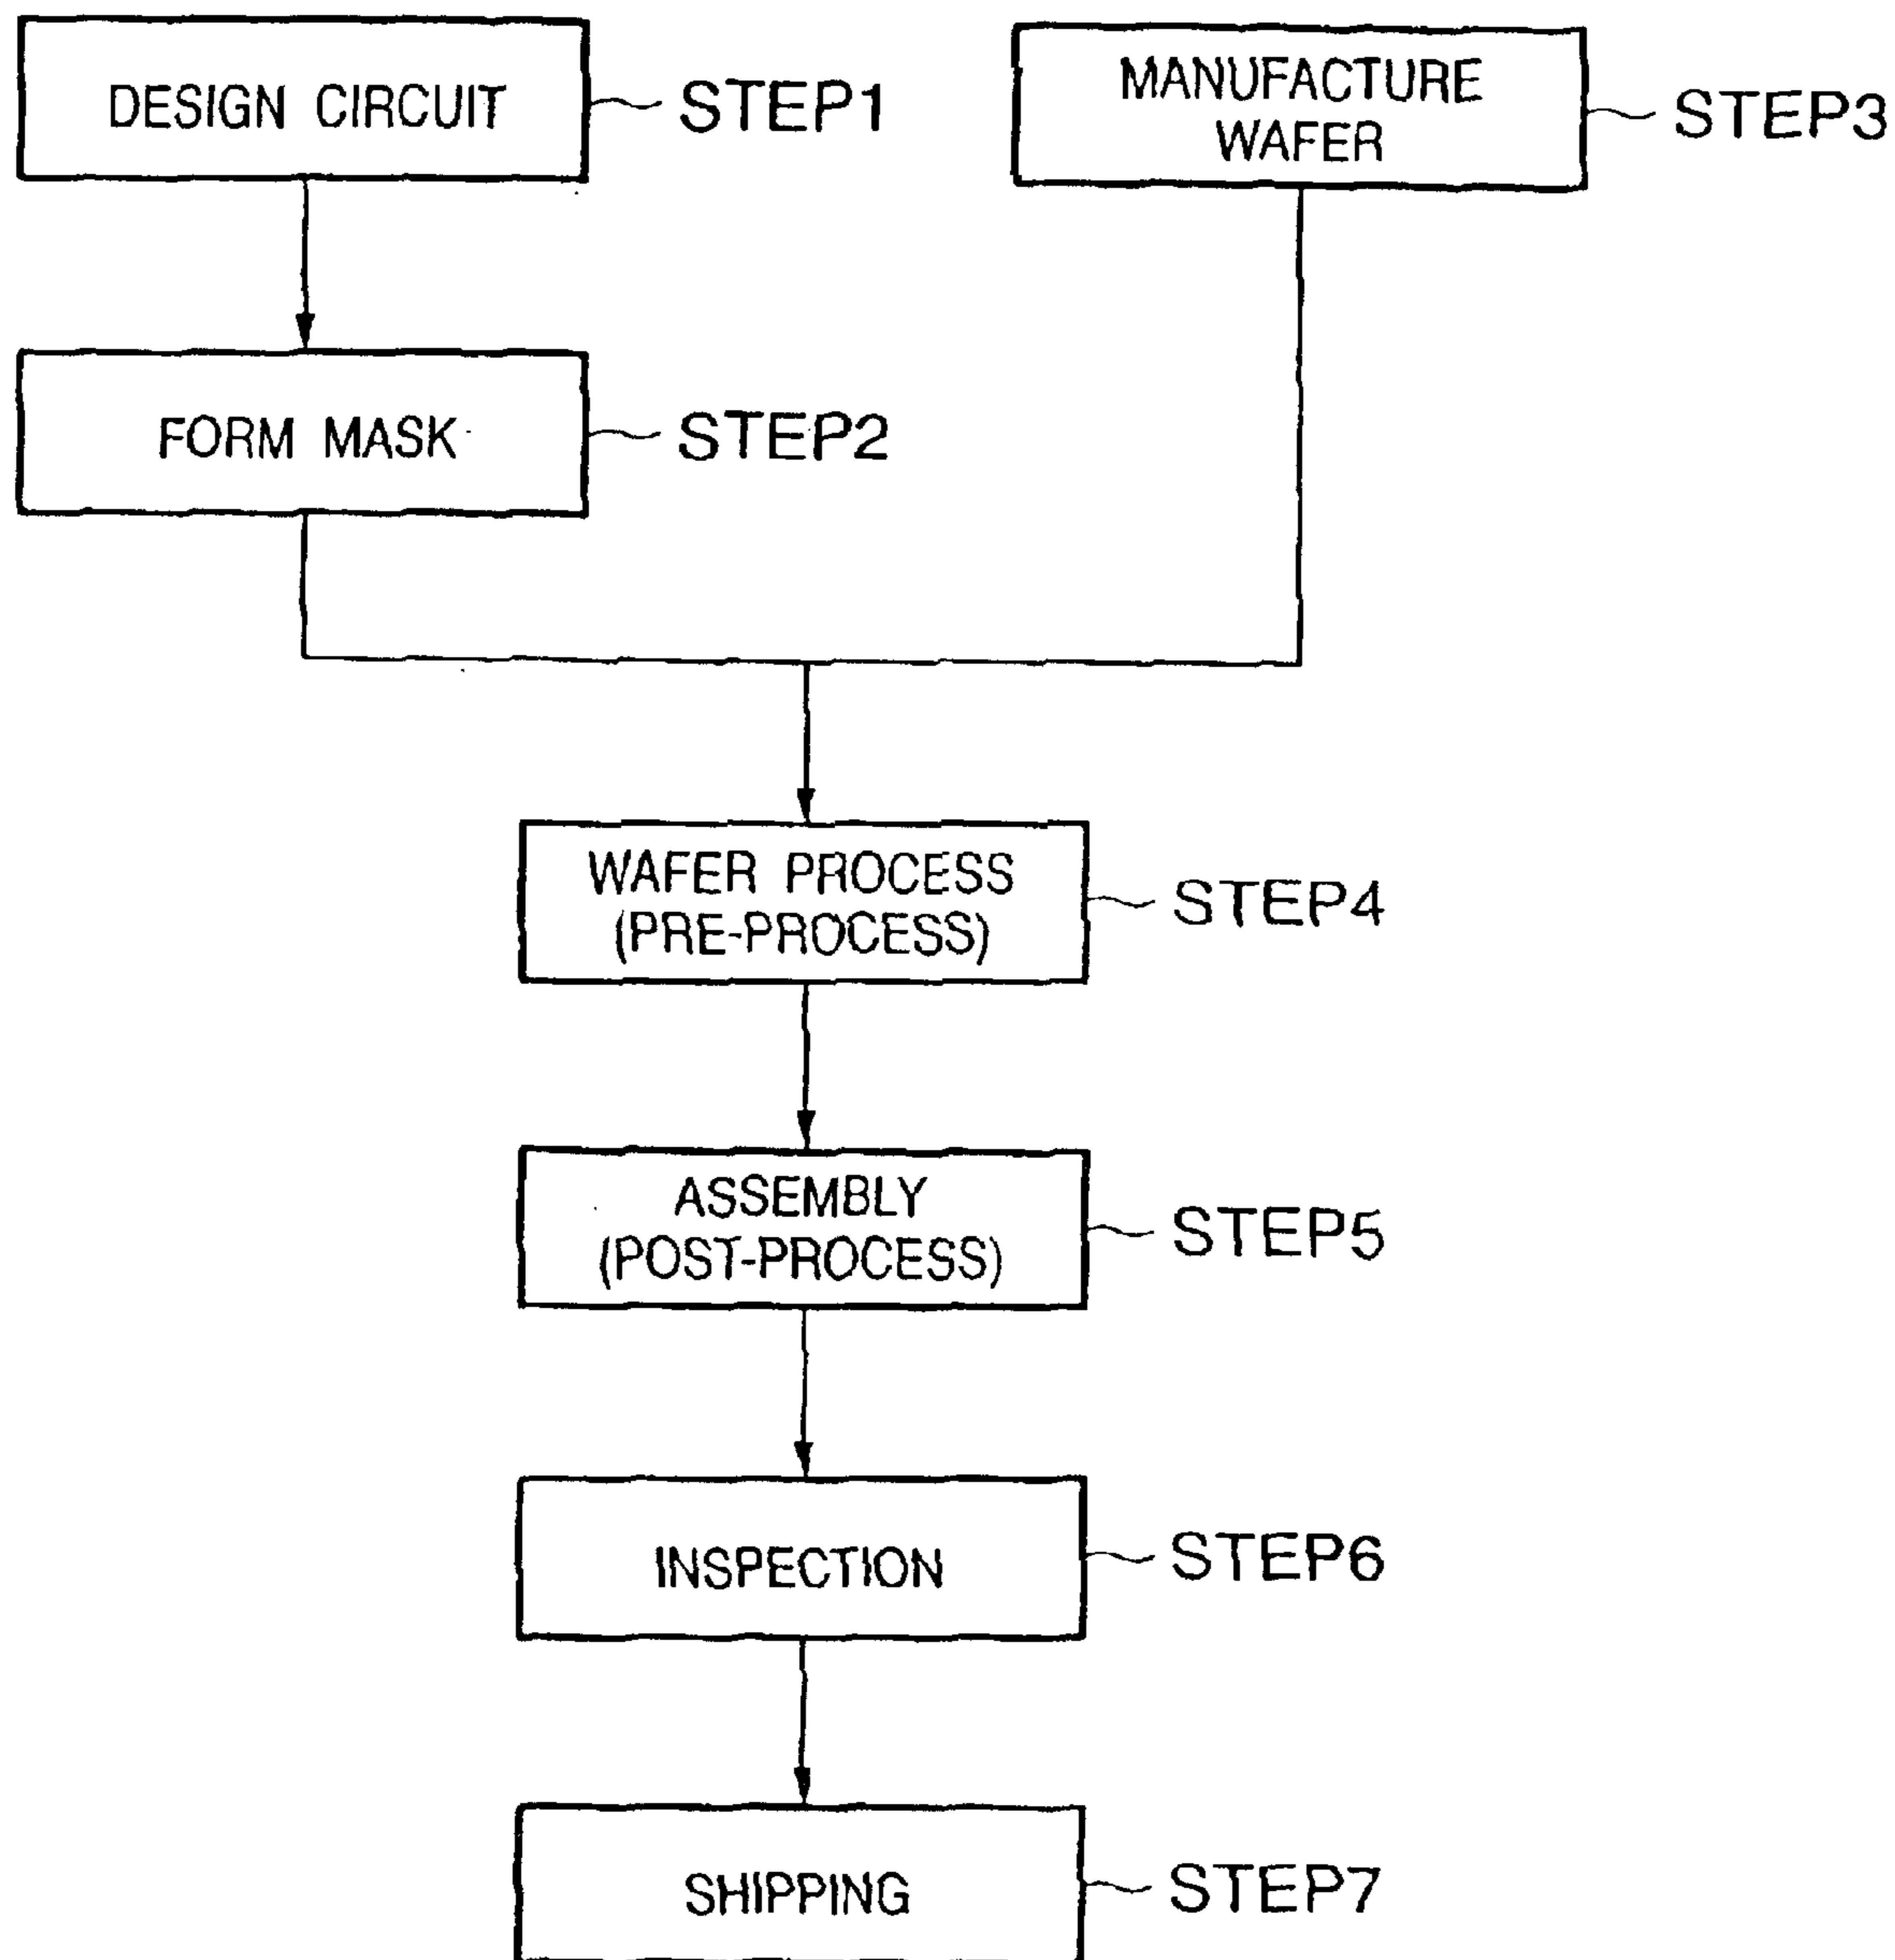 DESIGN CIRCUIT
STEP1
MANUFACTURE
WAFER
STEP3
FORM MASK
STEP2
WAFER PROCESS
(PRE-PROCESS)
STEP4
ASSEMBLY
(POST-PROCESS)
STEP5
INSPECTION
STEP6
SHIPPING
STEP7